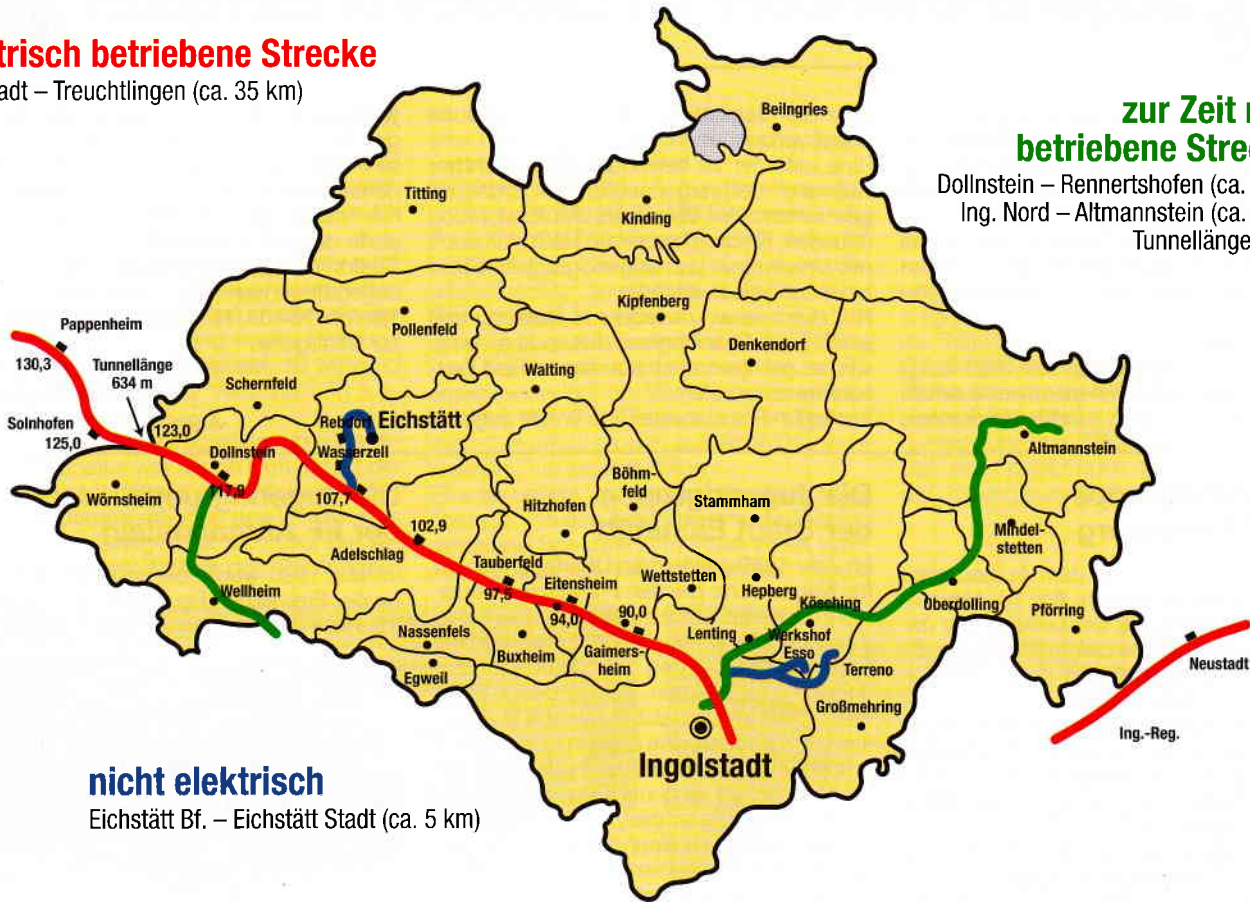 trisch betriebene Strecke
adt – Treuchtlingen (ca. 35 km)
zur Zeit
betriebene Stre
Dollnstein – Rennertshofen (ca.
Ing. Nord – Altmannstein (ca.
Tunnellänge
Beilngries
Titting
Kinding
Kipfenberg
Pollenfeld
Pappenheim
130,3
Tunnellänge
634 m
Denkendorf
Walting
Schernfeld
Solnhofen
125,0
123,0
Rebdorf
Eichstätt
Dollnstein
Wasserzell
Altmannstein
Wörnsheim
17,9
107,7
Böhm-
feld
Stammham
Hitzhofen
102,9
Adelschlag
Mindel-
stetten
Tauberfeld
97,5
Eitensheim
94,0
Wettstetten
Hepberg
Wellheim
90,0
Kösching
Oberdolling
Pförring
Nassenfels
Lenting
Werkshof
Esso
Buxheim
Gaimers-
heim
Egweil
Terreno
Neustadt
Großmehring
Ing.-Reg.
Ingolstadt
nicht elektrisch
Eichstätt Bf. – Eichstätt Stadt (ca. 5 km)